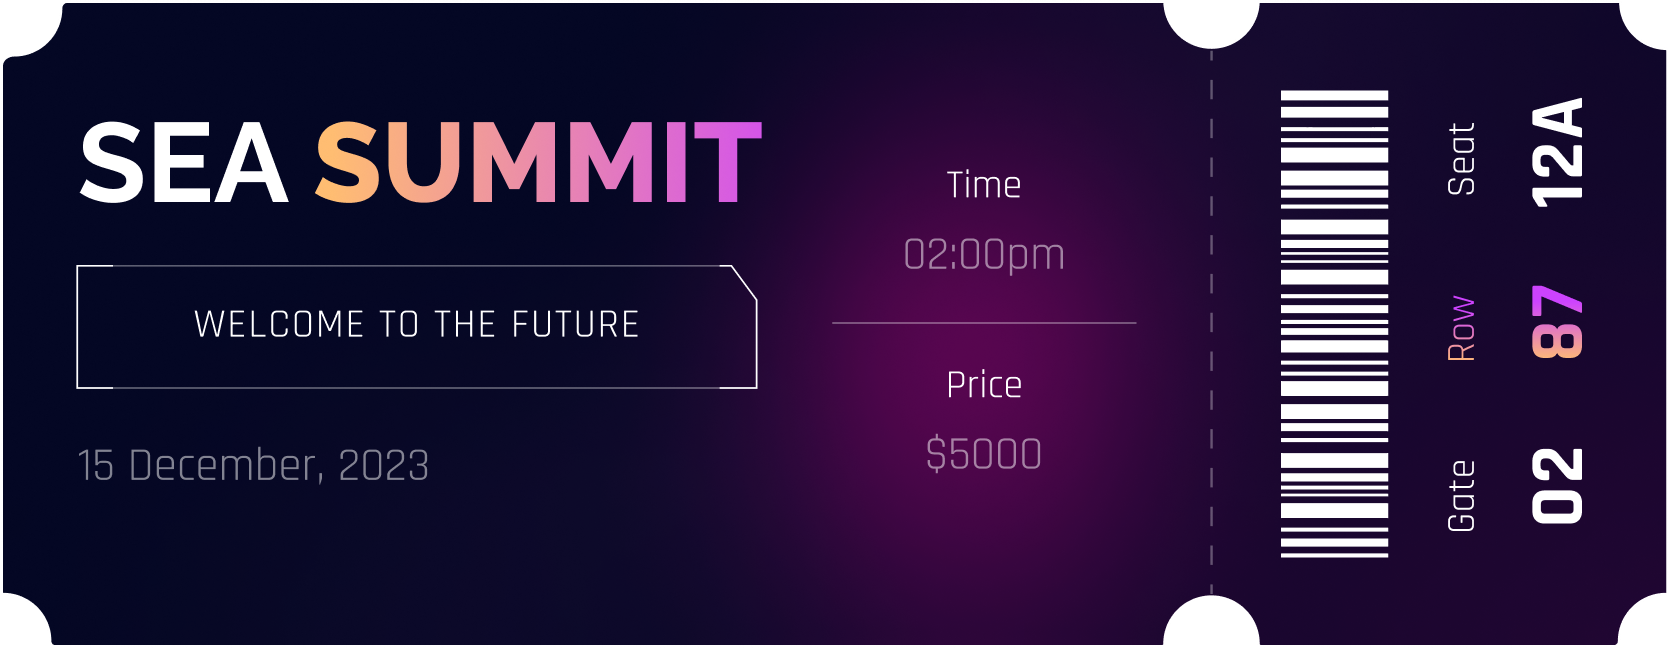 SEA SUMMIT
WELCOME TO THE FUTURE
15 December, 2023
Time
02:00pm
Price
$5000
Gate
02
Row
87
Seat
12A